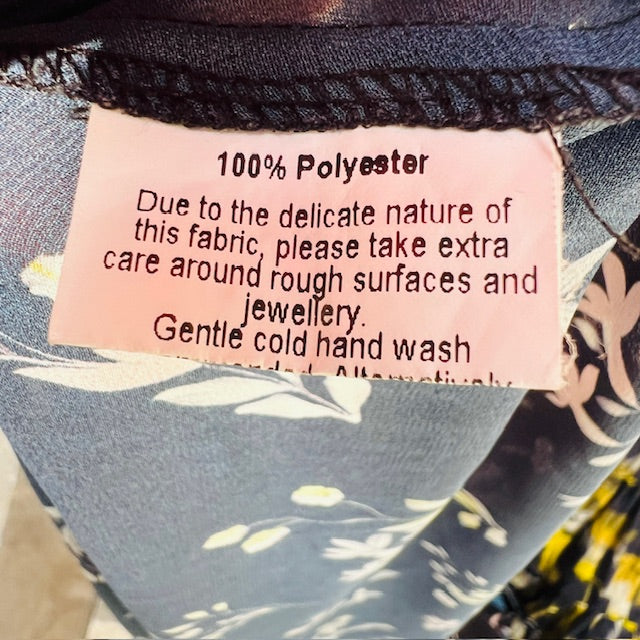 100% Polyester
Due to the delicate nature of
this fabric, please take extra
care around rough surfaces and
jewellery.
Gentle cold hand wash